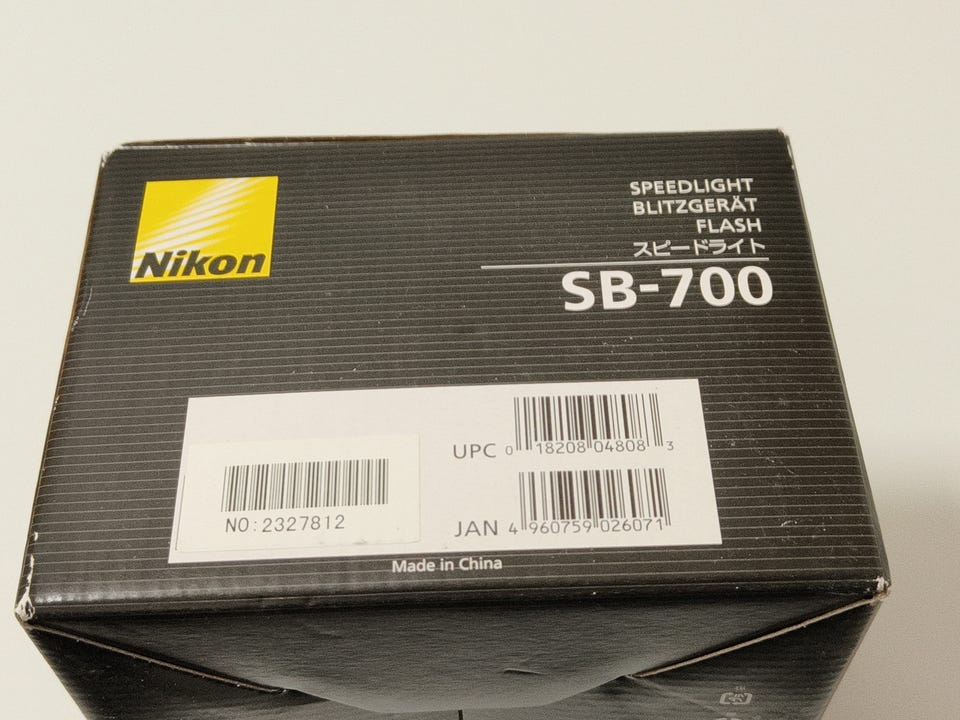 Nikon
SPEEDLIGHT
BLITZGERÄT
FLASH
スピードライト
SB-700
UPC 0 18208 04808 3
NO:2327812
JAN 4 960759 026071
Made in China